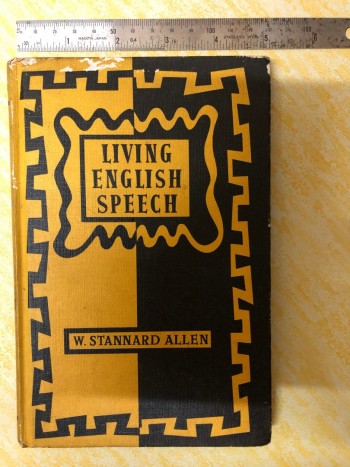 LIVING
ENGLISH
SPEECH
W. STANNARD ALLEN